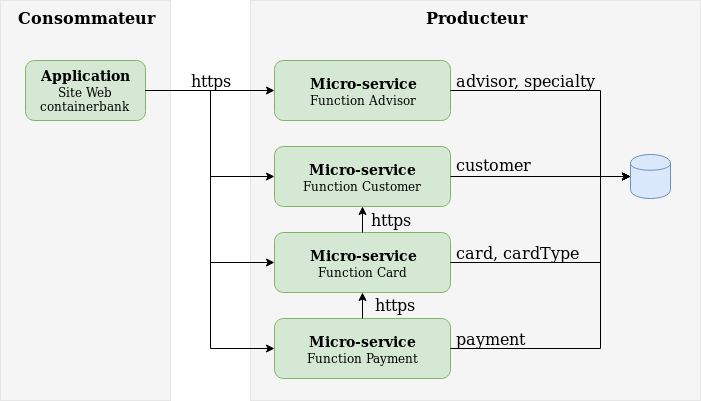 Consommateur
Producteur
Application
Site Web
containerbank
https
Micro-service
Function Advisor
advisor, specialty
Micro-service
Function Customer
customer
https
Micro-service
Function Card
card, cardType
https
Micro-service
Function Payment
payment